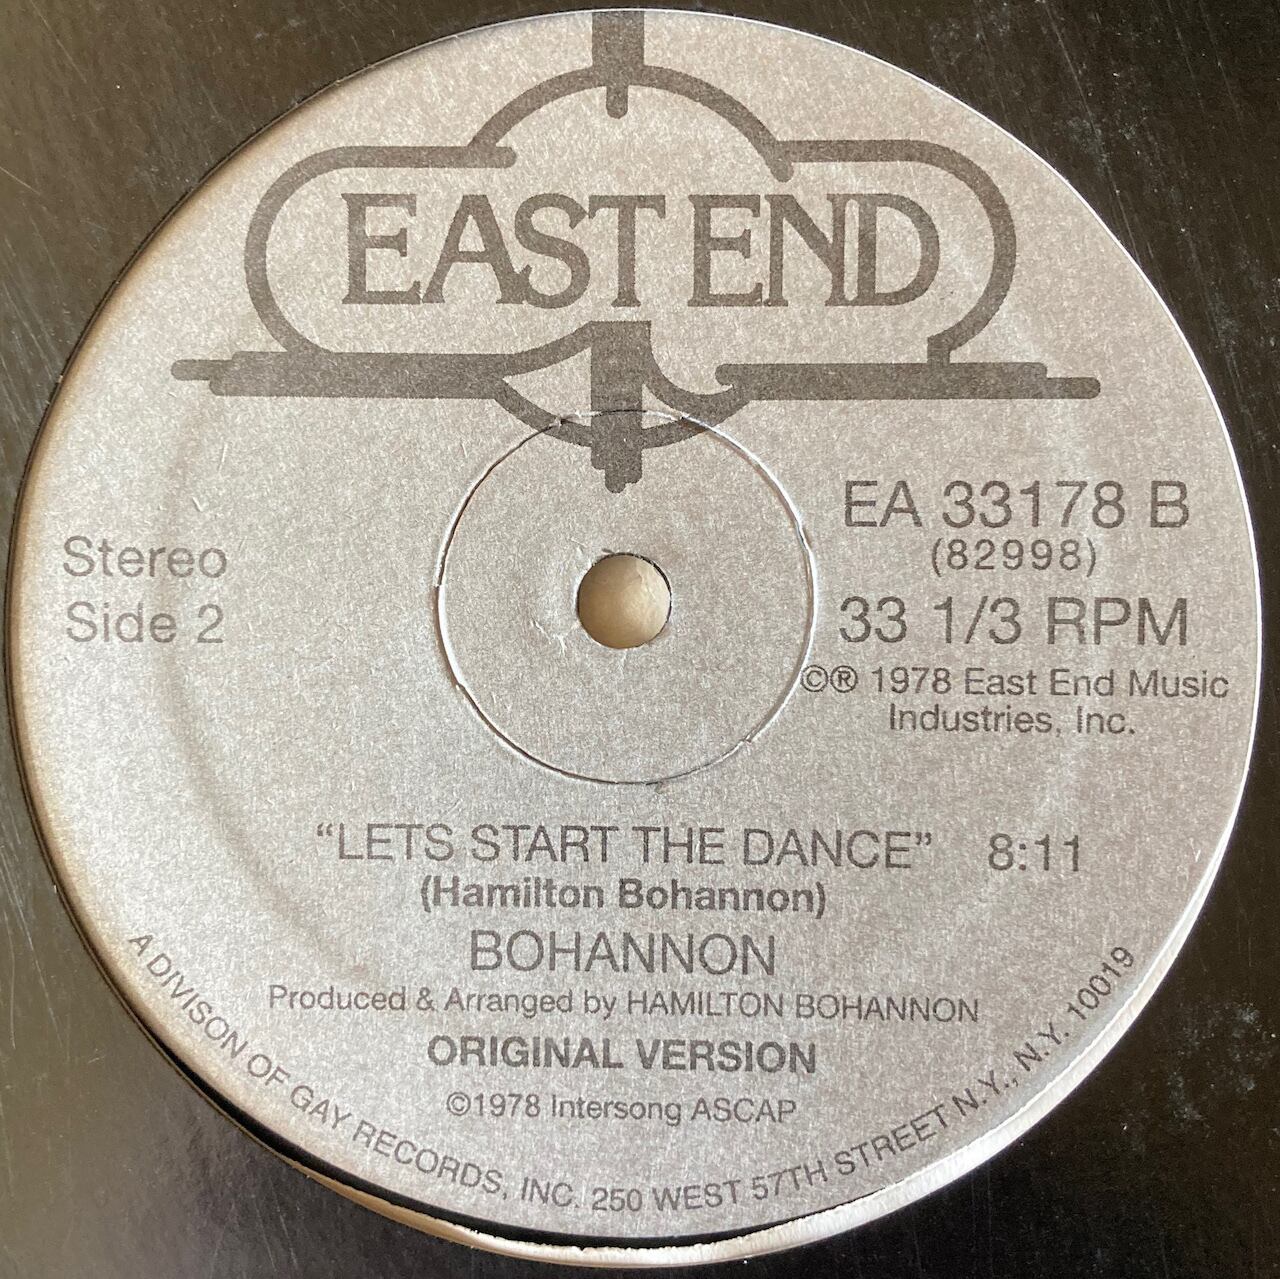 EAST END
Stereo
Side 2
EA 33178 B
(82998)
33 1/3 RPM
©® 1978 East End Music
Industries, Inc.
“LETS START THE DANCE” 8:11
(Hamilton Bohannon)
BOHANNON
Produced & Arranged by HAMILTON BOHANNON
ORIGINAL VERSION
©1978 Intersong ASCAP
A DIVISON OF GAY RECORDS, INC. 250 WEST 57TH STREET N.Y., N.Y. 10019